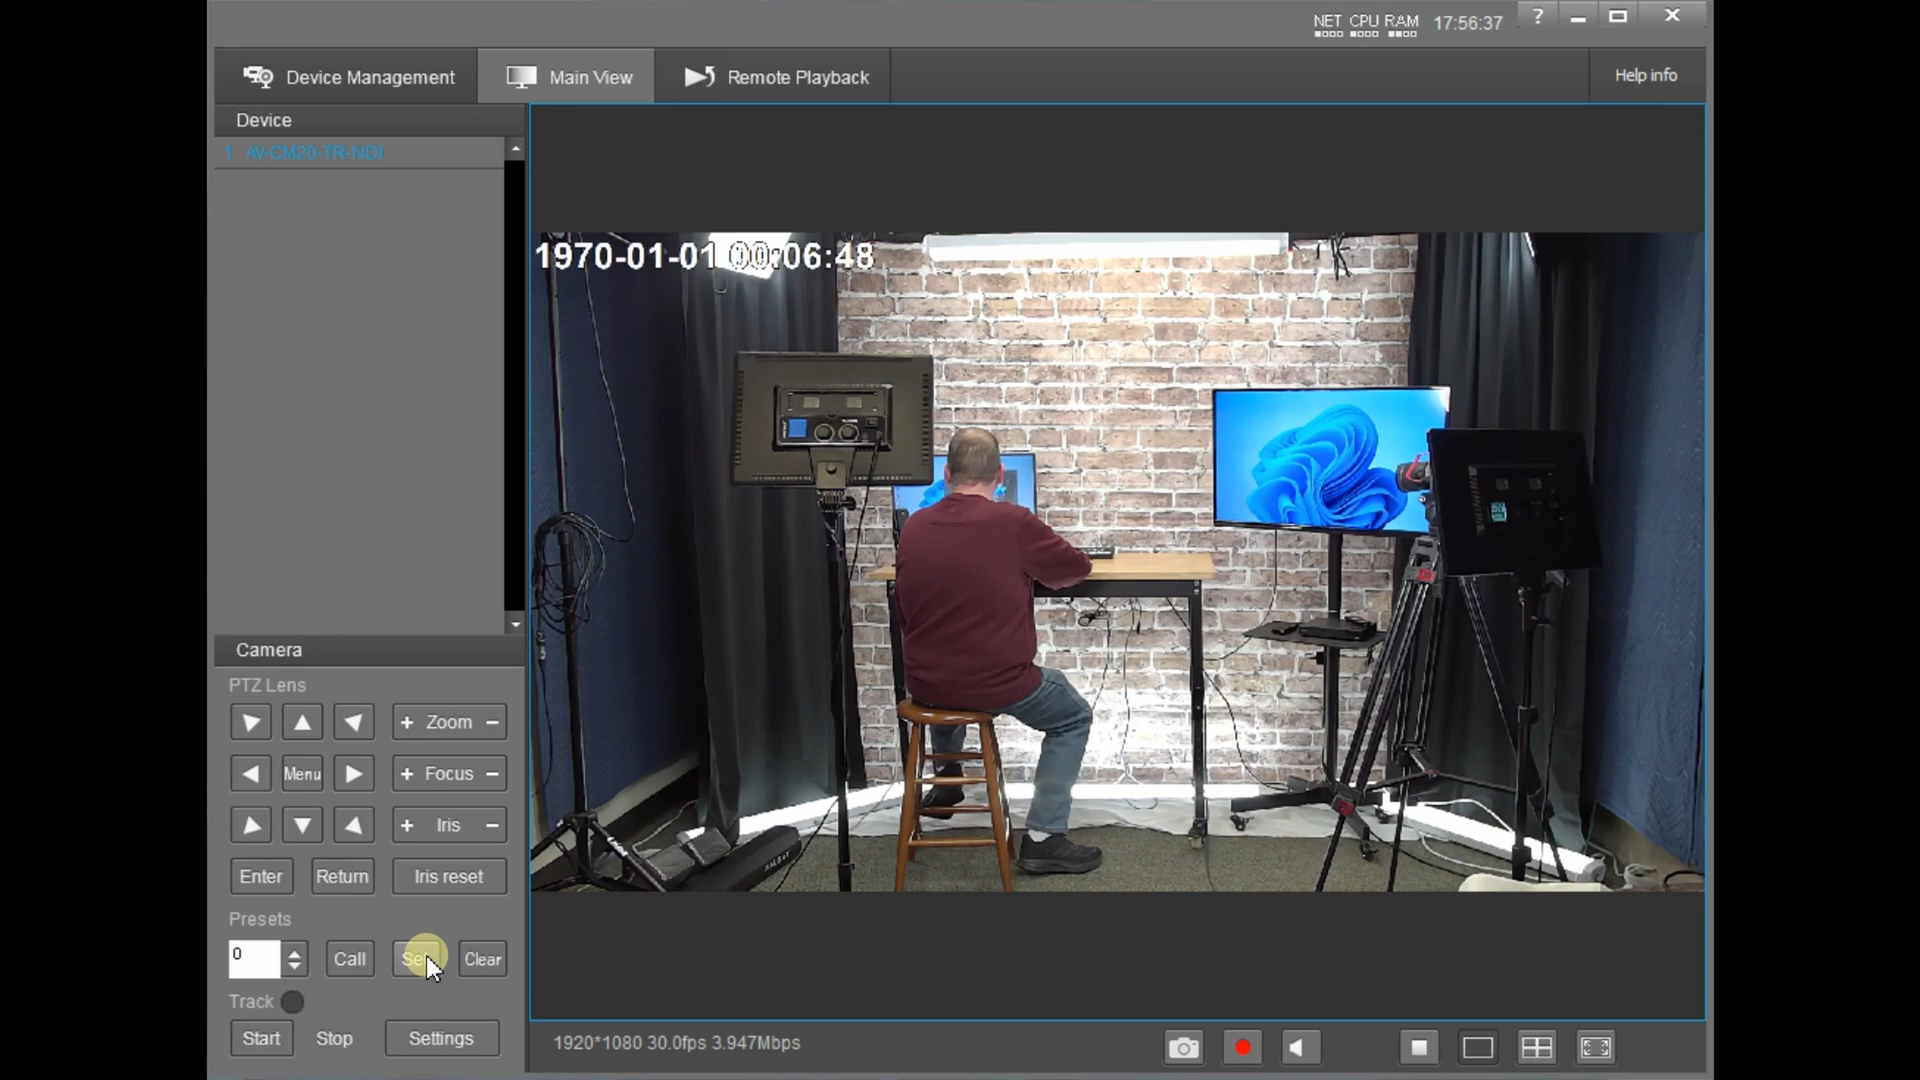 NET CPU RAM 17:56:37 ?
Device Management Main View Remote Playback Help info
Device
1 AV-CM20-TR-NDI
1970-01-01 00:06:48
Camera
PTZ Lens
+ Zoom −
Menu + Focus −
+ Iris −
Enter Return Iris reset
Presets
0 Call Set Clear
Track
Start Stop Settings
1920*1080 30.0fps 3.947Mbps